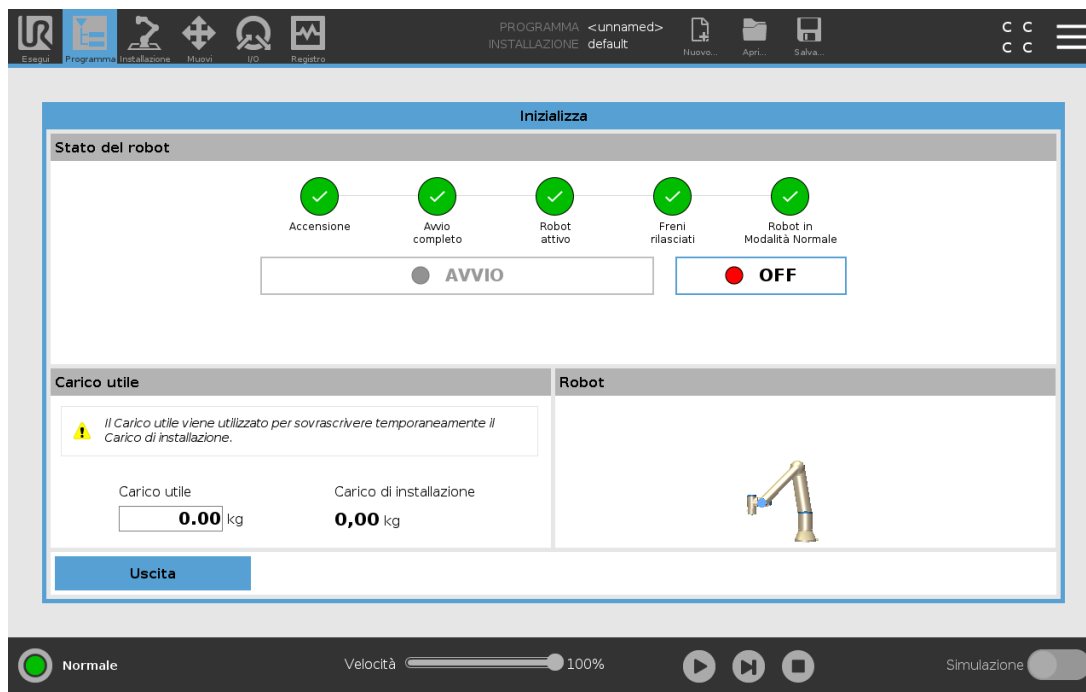 PROGRAMMA <unnamed>
INSTALLAZIONE default
C C
C C
Esegui
Programma
Installazione
Muovi
I/O
Registro
Nuovo...
Apri...
Salva...
Inizializza
Stato del robot
Accensione
Avvio
completo
Robot
attivo
Freni
rilasciati
Robot in
Modalità Normale
AVVIO
OFF
Carico utile
Robot
Il Carico utile viene utilizzato per sovrascrivere temporaneamente il
Carico di installazione.
Carico utile
Carico di installazione
0.00 kg
0,00 kg
Uscita
Normale
Velocità
100%
Simulazione